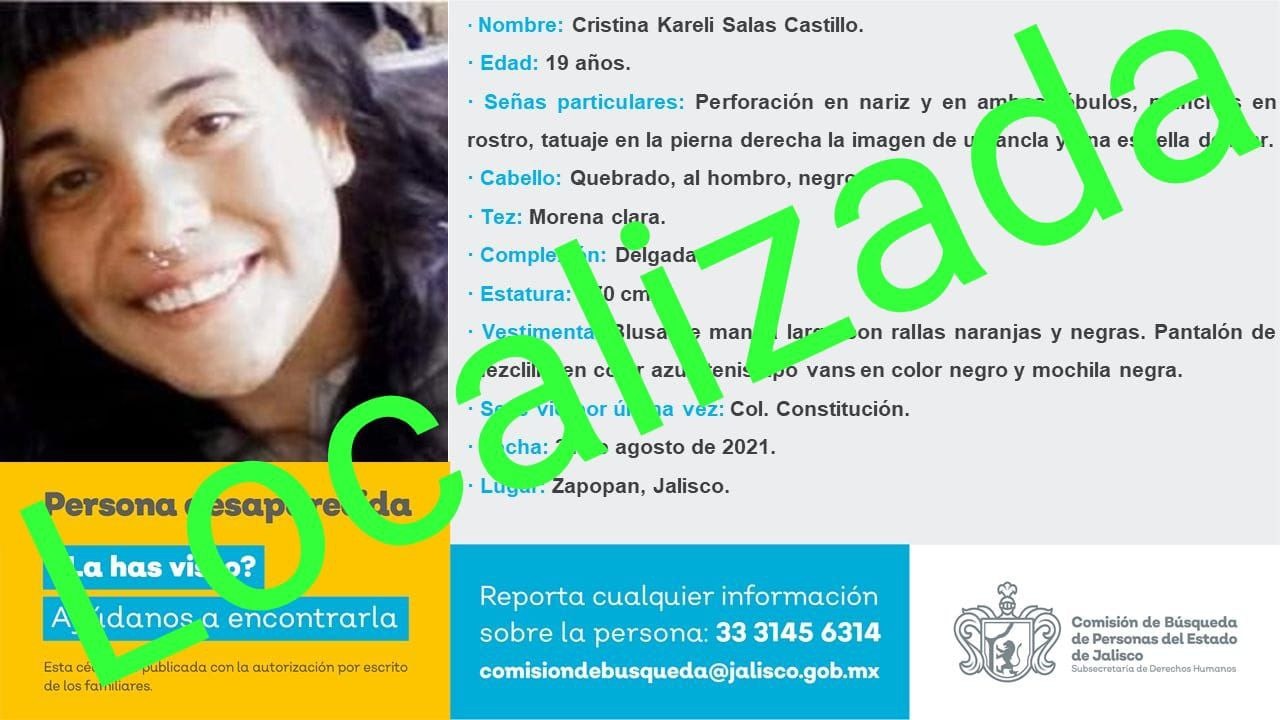 · Nombre: Cristina Kareli Salas Castillo.
· Edad: 19 años.
· Señas particulares: Perforación en nariz y en ambos lóbulos, manchas en
rostro, tatuaje en la pierna derecha la imagen de un ancla y una estrella de mar.
· Cabello: Quebrado, al hombro, negro
· Tez: Morena clara.
· Complexión: Delgada
· Estatura: cm
· Vestimenta: Blusa de manga larga con rallas naranjas y negras. Pantalón de
mezclilla en color azul, tenis tipo vans en color negro y mochila negra.
· Se le vio por última vez: Col. Constitución.
· Fecha: de agosto de 2021.
· Lugar: Zapopan, Jalisco.
Localizada
Persona desaparecida
¿La has visto?
Ayúdanos a encontrarla
Esta cédula es publicada con la autorización por escrito
de los familiares.
Reporta cualquier información
sobre la persona: 33 3145 6314
comisiondebusqueda@jalisco.gob.mx
Comisión de Búsqueda
de Personas del Estado
de Jalisco
Subsecretaría de Derechos Humanos